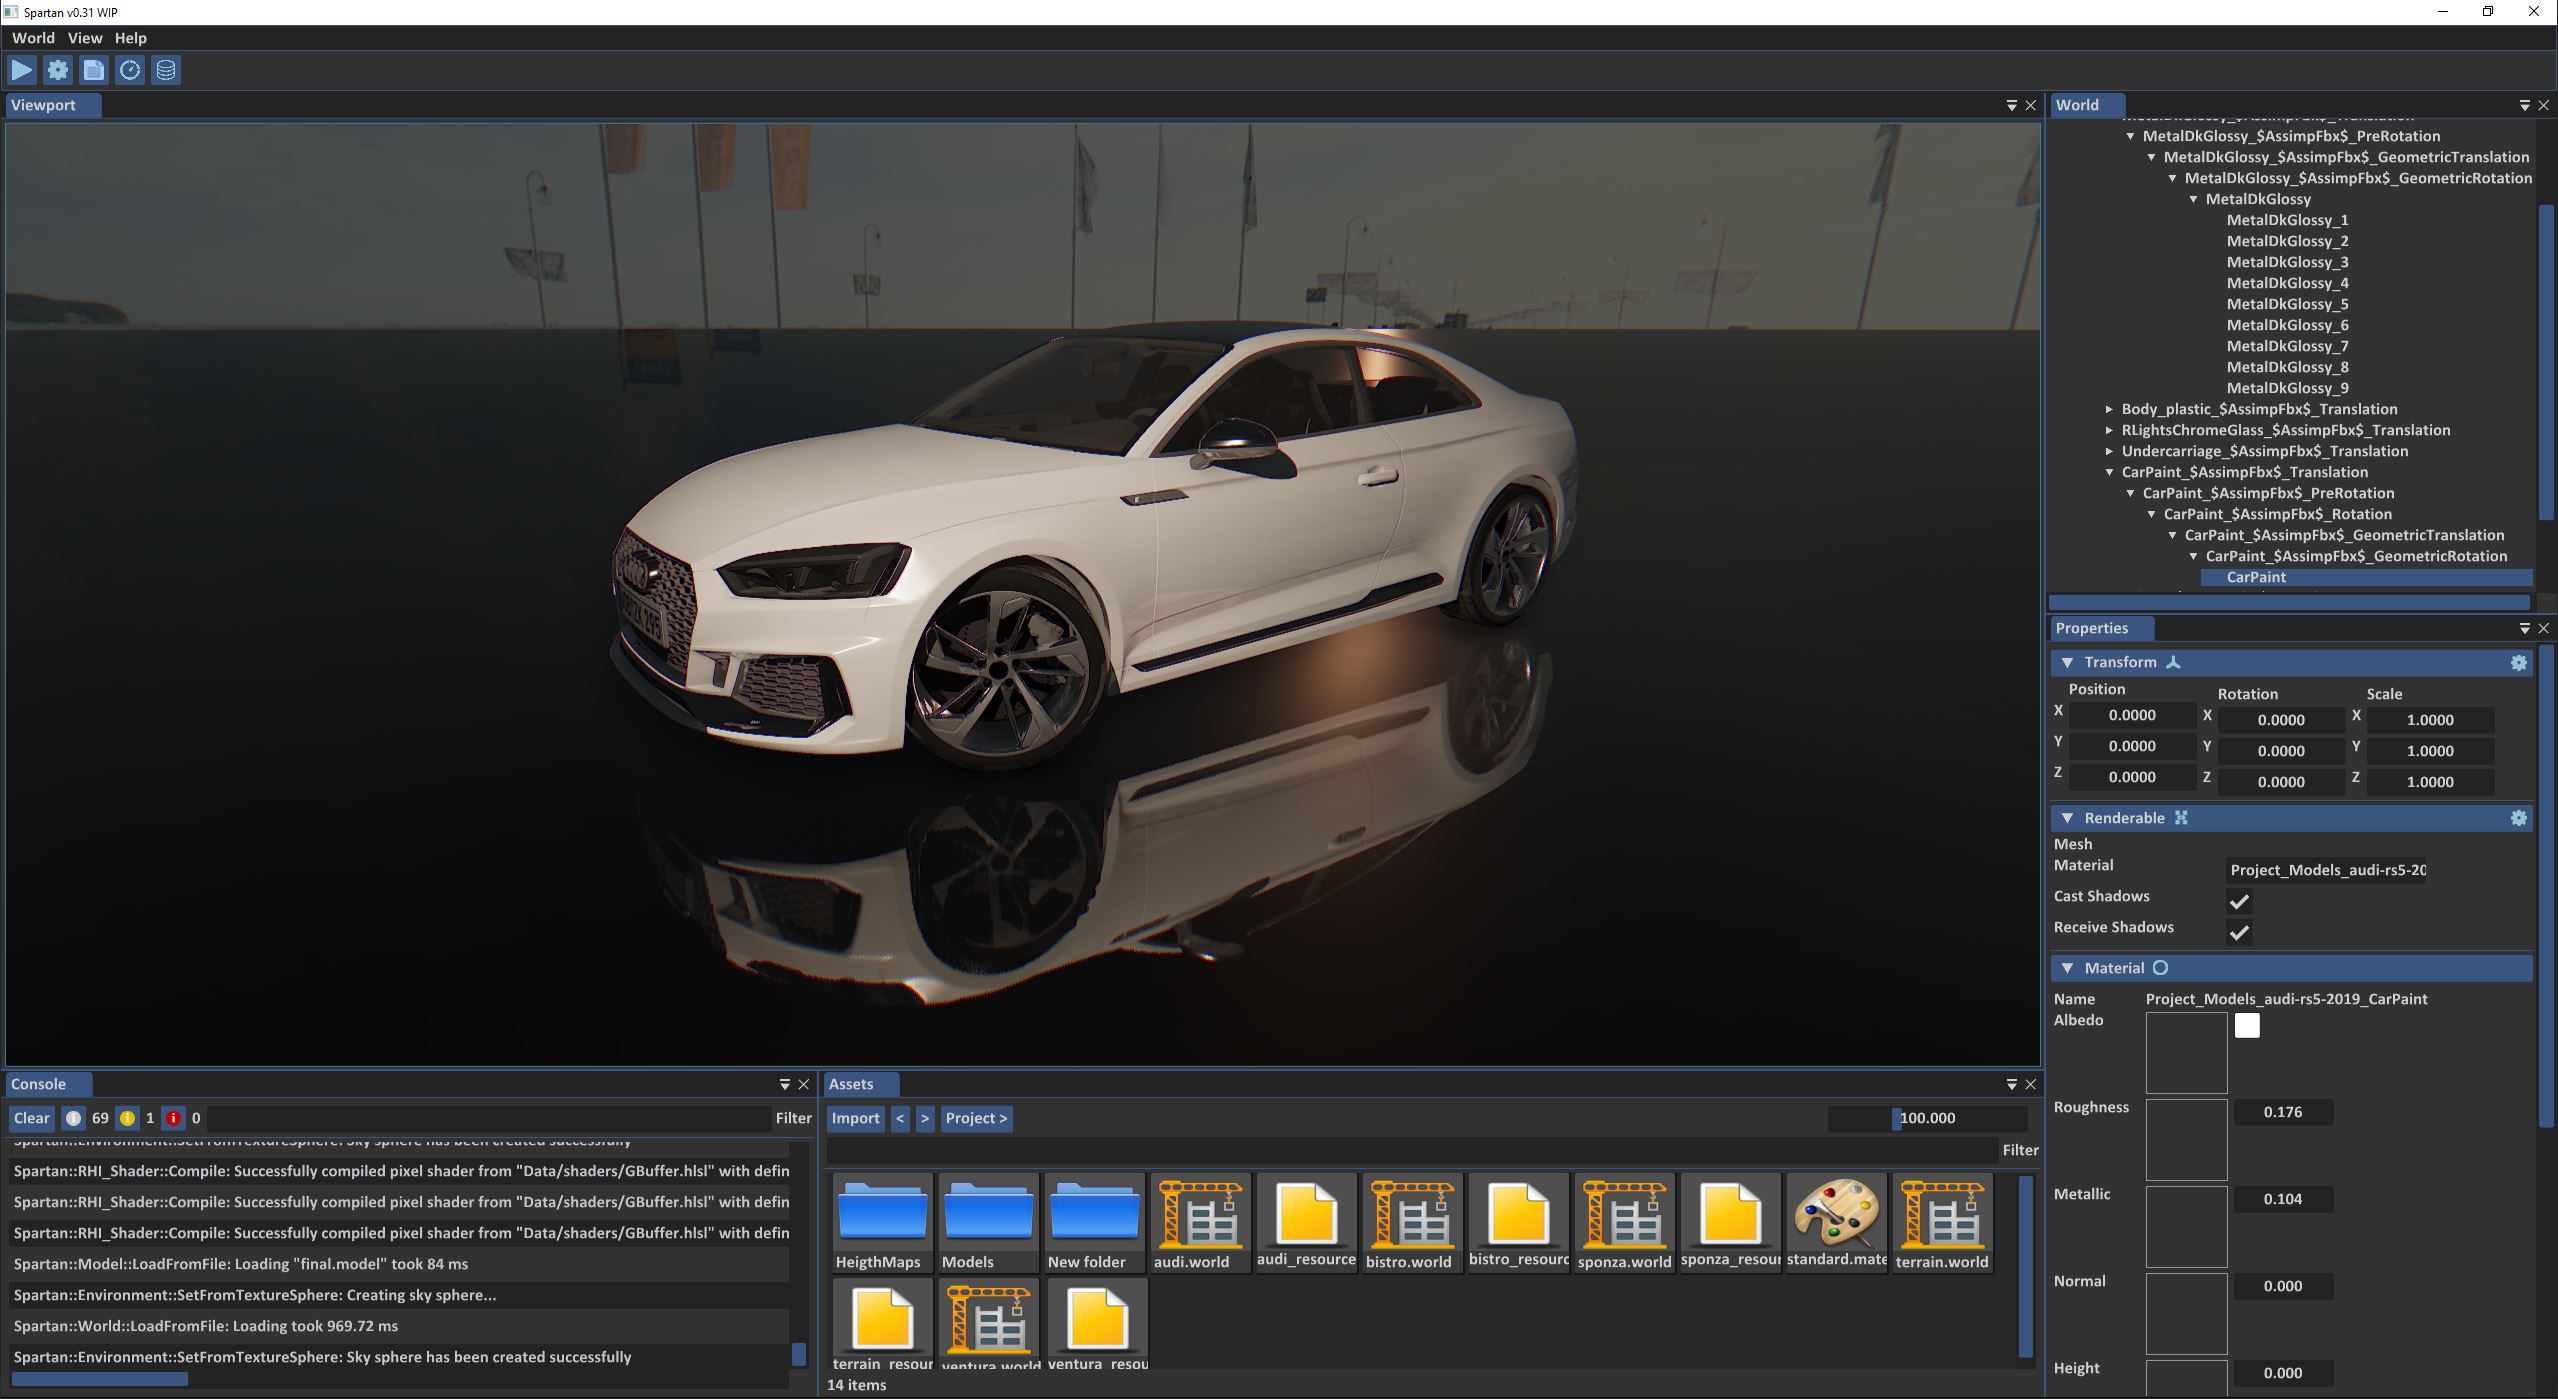 Spartan v0.31 WIP
World View Help
Viewport
World
MetalDkGlossy_$AssimpFbx$_PreRotation
MetalDkGlossy_$AssimpFbx$_GeometricTranslation
MetalDkGlossy_$AssimpFbx$_GeometricRotation
MetalDkGlossy
MetalDkGlossy_1
MetalDkGlossy_2
MetalDkGlossy_3
MetalDkGlossy_4
MetalDkGlossy_5
MetalDkGlossy_6
MetalDkGlossy_7
MetalDkGlossy_8
MetalDkGlossy_9
Body_plastic_$AssimpFbx$_Translation
RLightsChromeGlass_$AssimpFbx$_Translation
Undercarriage_$AssimpFbx$_Translation
CarPaint_$AssimpFbx$_Translation
CarPaint_$AssimpFbx$_PreRotation
CarPaint_$AssimpFbx$_Rotation
CarPaint_$AssimpFbx$_GeometricTranslation
CarPaint_$AssimpFbx$_GeometricRotation
CarPaint
Properties
Transform
Position Rotation Scale
X 0.0000 X 0.0000 X 1.0000
Y 0.0000 Y 0.0000 Y 1.0000
Z 0.0000 Z 0.0000 Z 1.0000
Renderable
Mesh
Material Project_Models_audi-rs5-20
Cast Shadows
Receive Shadows
Material
Name Project_Models_audi-rs5-2019_CarPaint
Albedo
Roughness 0.176
Metallic 0.104
Normal 0.000
Height 0.000
Console
Clear 69 1 0 Filter
Spartan::Environment::SetFromTextureSphere: Sky sphere has been created successfully
Spartan::RHI_Shader::Compile: Successfully compiled pixel shader from "Data/shaders/GBuffer.hlsl" with defin
Spartan::RHI_Shader::Compile: Successfully compiled pixel shader from "Data/shaders/GBuffer.hlsl" with defin
Spartan::RHI_Shader::Compile: Successfully compiled pixel shader from "Data/shaders/GBuffer.hlsl" with defin
Spartan::Model::LoadFromFile: Loading "final.model" took 84 ms
Spartan::Environment::SetFromTextureSphere: Creating sky sphere...
Spartan::World::LoadFromFile: Loading took 969.72 ms
Spartan::Environment::SetFromTextureSphere: Sky sphere has been created successfully
Assets
Import < > Project > 100.000
Filter
HeigthMaps Models New folder audi.world audi_resource bistro.world bistro_resourc sponza.world sponza_resour standard.mate terrain.world
terrain_resour ventura.world ventura_resou
14 items